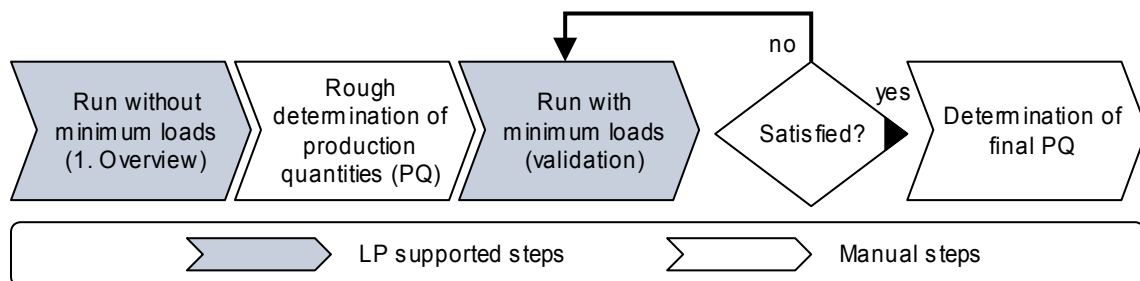 no
Run without
minimum loads
(1. Overview)
Rough
determination of
production
quantities (PQ)
Run with
minimum loads
(validation)
Satisfied?
yes
Determination of
final PQ
LP supported steps
Manual steps